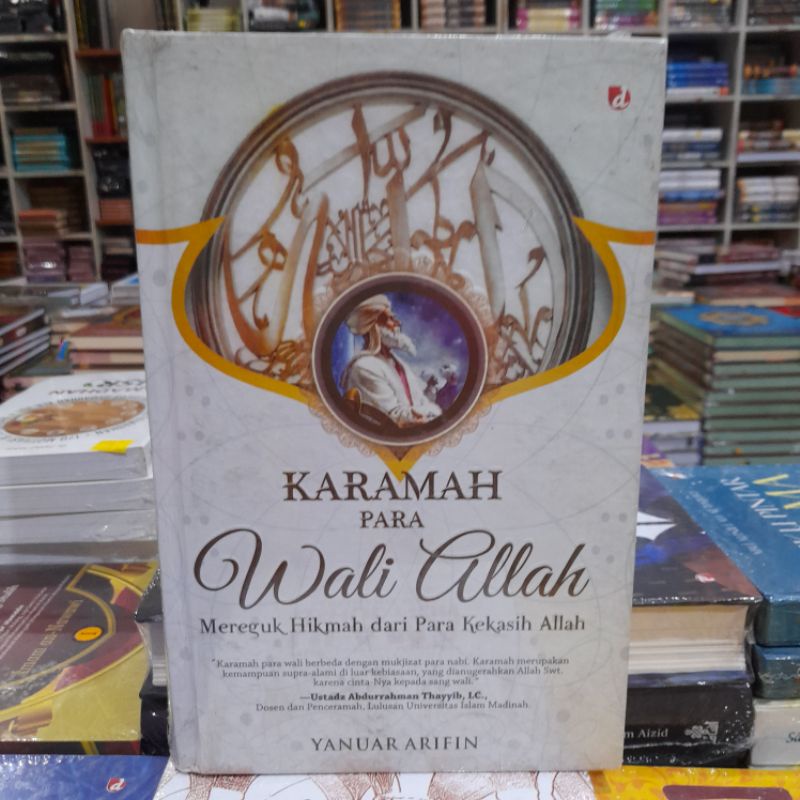 d
KARAMAH
PARA
Wali Allah
Mereguk Hikmah dari Para Kekasih Allah
"Karamah para wali berbeda dengan mukjizat para nabi. Karamah merupakan
kemampuan supra-alami di luar kebiasaan, yang dianugerahkan Allah Swt.
karena cinta-Nya kepada sang wali."
—Ustadz Abdurrahman Thayyib, LC.,
Dosen dan Penceramah, Lulusan Universitas Islam Madinah.
YANUAR ARIFIN
m Aizid